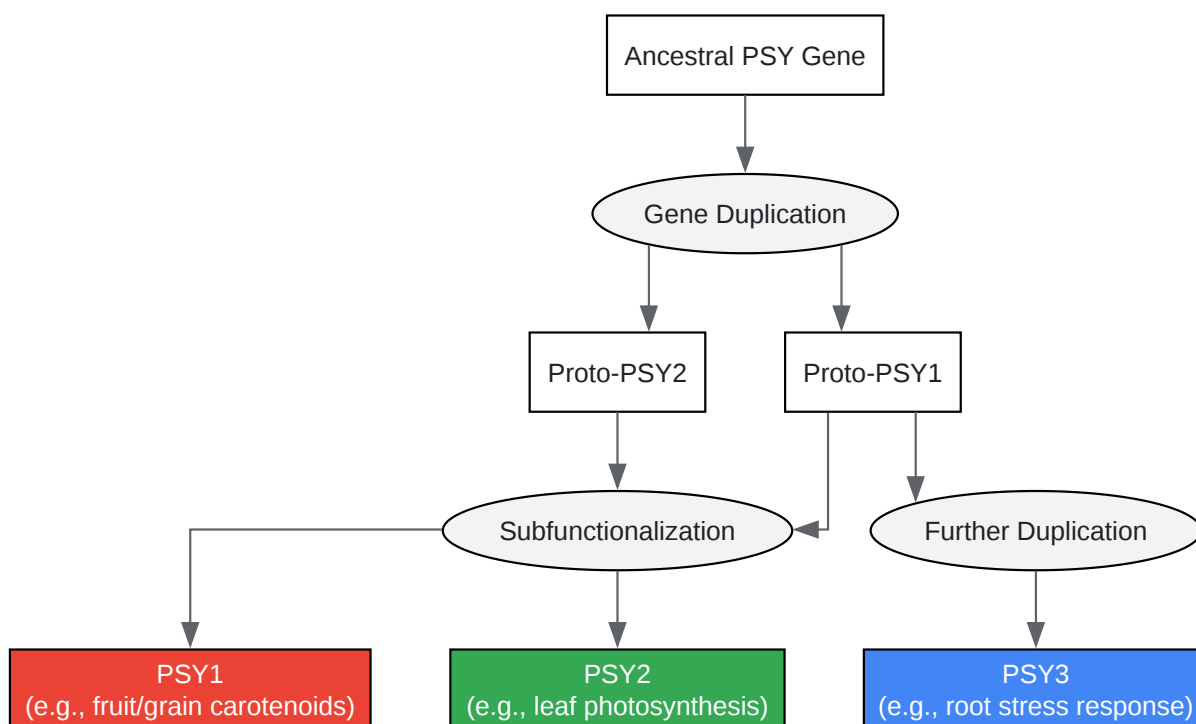 Ancestral PSY Gene
Gene Duplication
Proto-PSY2
Proto-PSY1
Subfunctionalization
Further Duplication
PSY1
(e.g., fruit/grain carotenoids)
PSY2
(e.g., leaf photosynthesis)
PSY3
(e.g., root stress response)